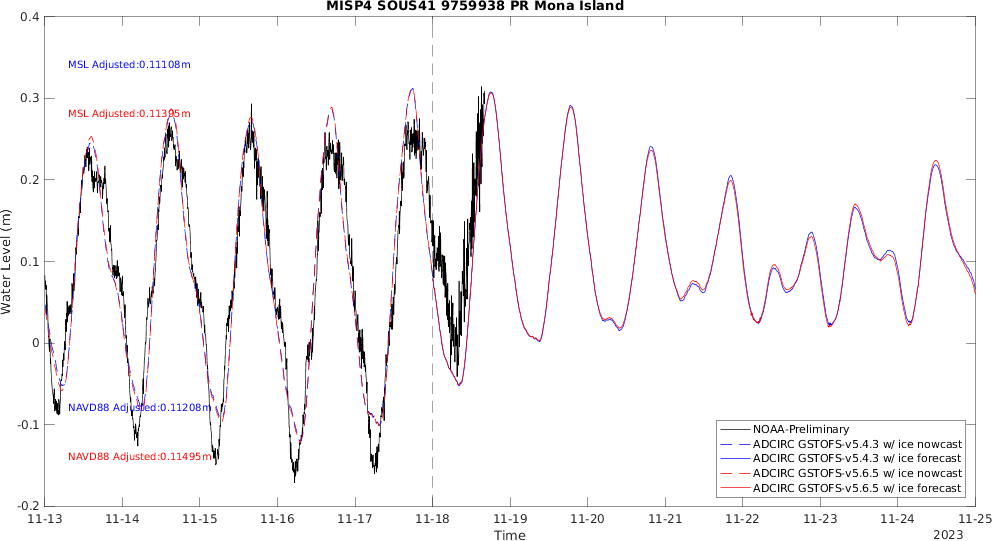 MISP4 SOUS41 9759938 PR Mona Island
0.4
0.3
0.2
0.1
0
-0.1
-0.2
Water Level (m)
MSL Adjusted:0.11108m
MSL Adjusted:0.11395m
NAVD88 Adjusted:0.11208m
NAVD88 Adjusted:0.11495m
NOAA-Preliminary
ADCIRC GSTOFS-v5.4.3 w/ ice nowcast
ADCIRC GSTOFS-v5.4.3 w/ ice forecast
ADCIRC GSTOFS-v5.6.5 w/ ice nowcast
ADCIRC GSTOFS-v5.6.5 w/ ice forecast
11-13 11-14 11-15 11-16 11-17 11-18 11-19 11-20 11-21 11-22 11-23 11-24 11-25
Time
2023